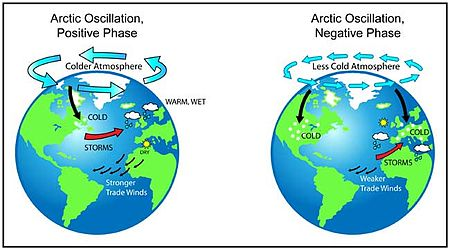 Arctic Oscillation,
Positive Phase
Colder Atmosphere
WARM, WET
COLD
STORMS
DRY
Stronger
Trade Winds
Arctic Oscillation,
Negative Phase
Less Cold Atmosphere
COLD
COLD
STORMS
Weaker
Trade Winds